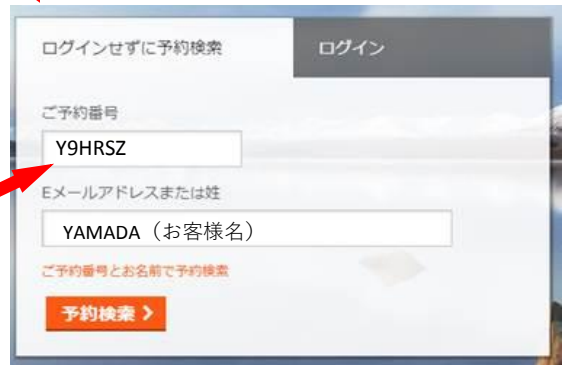 ログインせずに予約検索
ログイン
ご予約番号
Y9HRSZ
Eメールアドレスまたは姓
YAMADA（お客様名）
ご予約番号とお名前で予約検索
予約検索 >